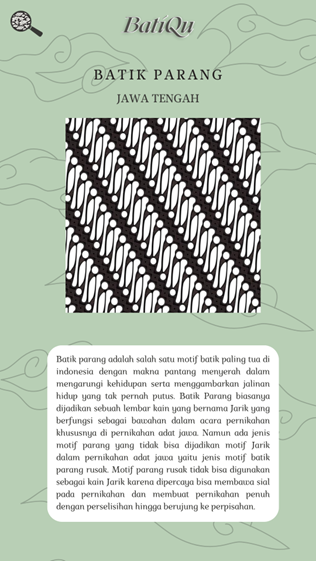 BatiQu
BATIK PARANG
JAWA TENGAH
Batik parang adalah salah satu motif batik paling tua di
indonesia dengan makna pantang menyerah dalam
mengarungi kehidupan serta menggambarkan jalinan
hidup yang tak pernah putus. Batik Parang biasanya
dijadikan sebuah lembar kain yang bernama Jarik yang
berfungsi sebagai bawahan dalam acara pernikahan
khususnya di pernikahan adat jawa. Namun ada jenis
motif parang yang tidak bisa dijadikan motif Jarik
dalam pernikahan adat jawa yaitu jenis motif batik
parang rusak. Motif parang rusak tidak bisa digunakan
sebagai kain Jarik karena dipercaya bisa membawa sial
pada pernikahan dan membuat pernikahan penuh
dengan perselisihan hingga berujung ke perpisahan.